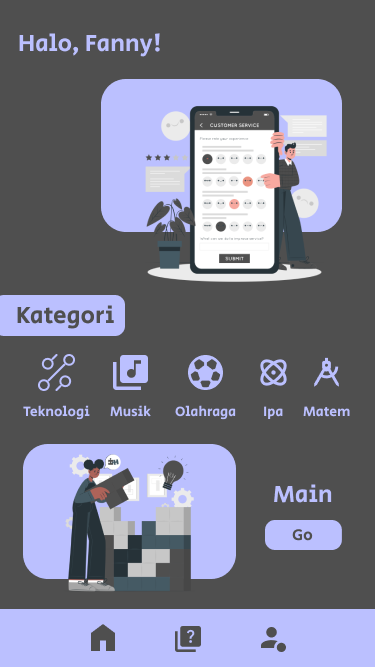 Halo, Fanny!
CUSTOMER SERVICE
SUBMIT
Kategori
Teknologi
Musik
Olahraga
Ipa
Matem
Main
Go
?